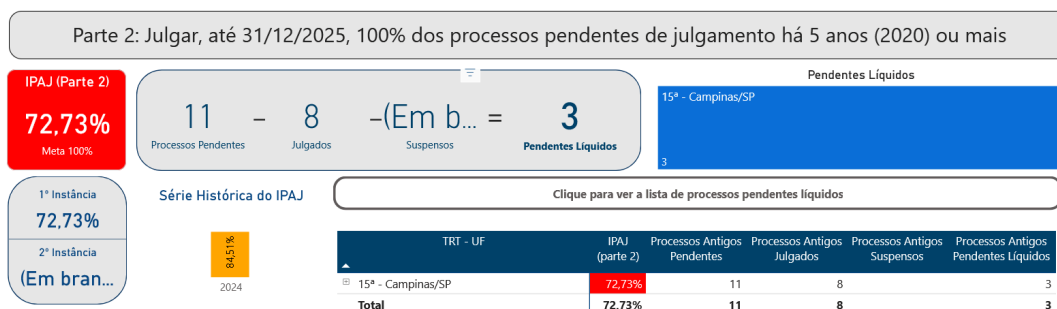 Parte 2: Julgar, até 31/12/2025, 100% dos processos pendentes de julgamento há 5 anos (2020) ou mais
IPAJ (Parte 2)
72,73%
Meta 100%
11 – 8 –(Em b... = 3
Processos Pendentes Julgados Suspensos Pendentes Líquidos
Pendentes Líquidos
15ª - Campinas/SP
3
1ª Instância
72,73%
2ª Instância
(Em bran...
Série Histórica do IPAJ
84,51%
2024
Clique para ver a lista de processos pendentes líquidos
TRT - UF IPAJ (parte 2) Processos Antigos Pendentes Processos Antigos Julgados Processos Antigos Suspensos Processos Antigos Pendentes Líquidos
15ª - Campinas/SP 72,73% 11 8 3
Total 72,73% 11 8 3